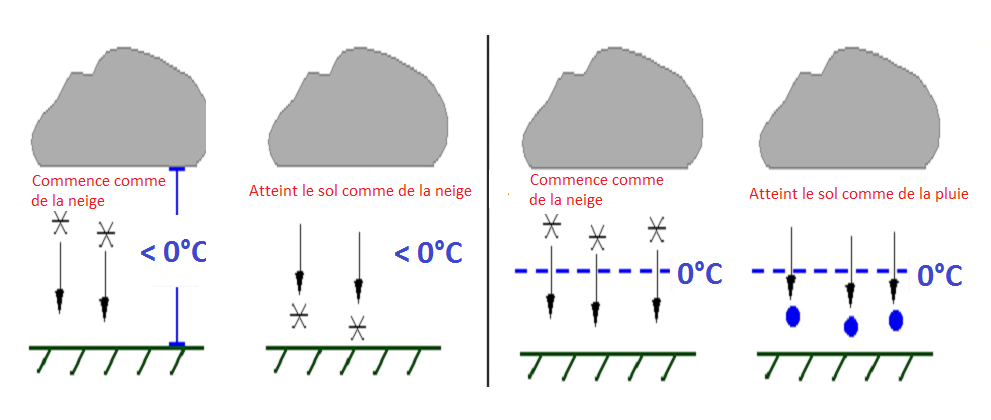 Commence comme
de la neige
< 0°C
Atteint le sol comme de la neige
< 0°C
Commence comme
de la neige
0°C
Atteint le sol comme de la pluie
0°C